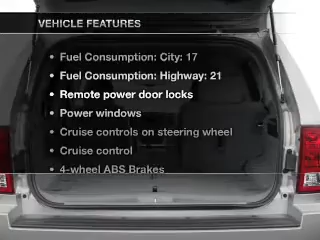 VEHICLE FEATURES
• Fuel Consumption: City: 17
• Fuel Consumption: Highway: 21
• Remote power door locks
• Power windows
• Cruise controls on steering wheel
• Cruise control
• 4-wheel ABS Brakes